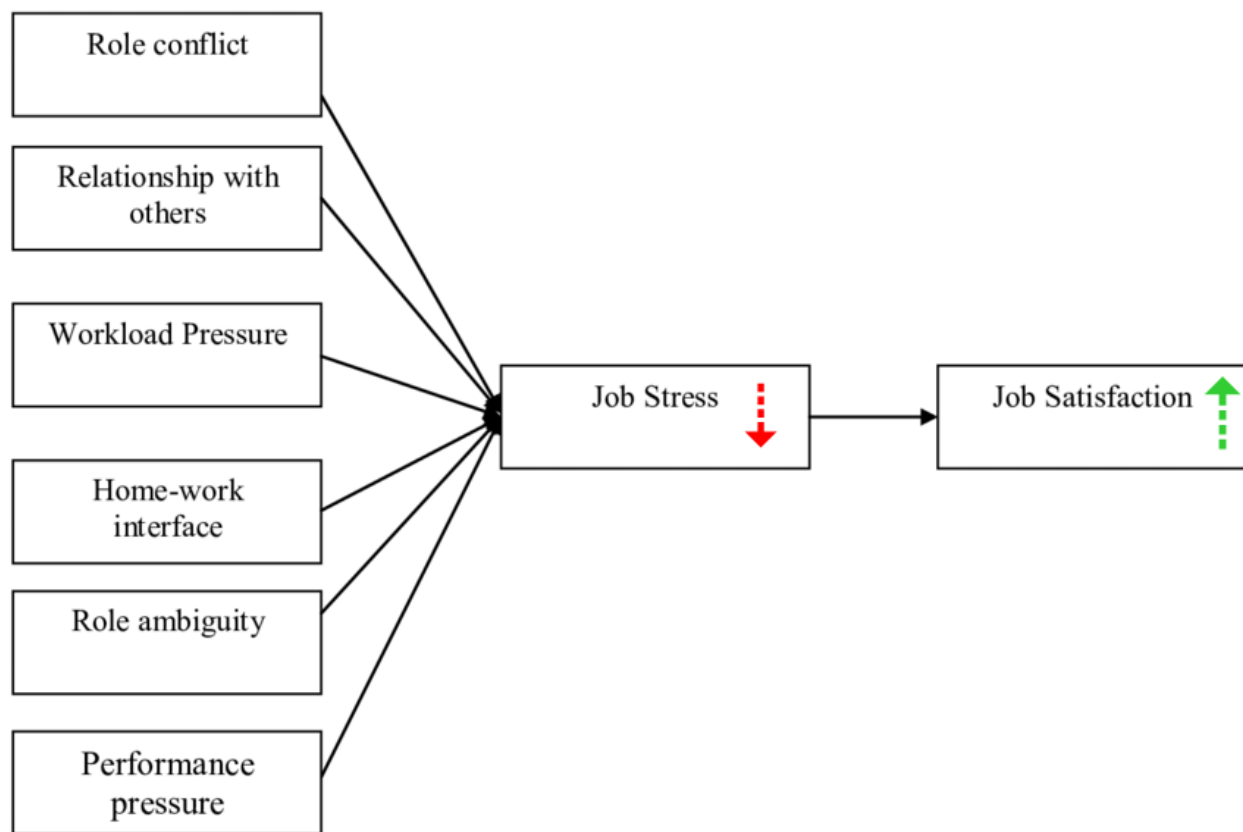 Role conflict
Relationship with
others
Workload Pressure
Home-work
interface
Role ambiguity
Performance
pressure
Job Stress
Job Satisfaction